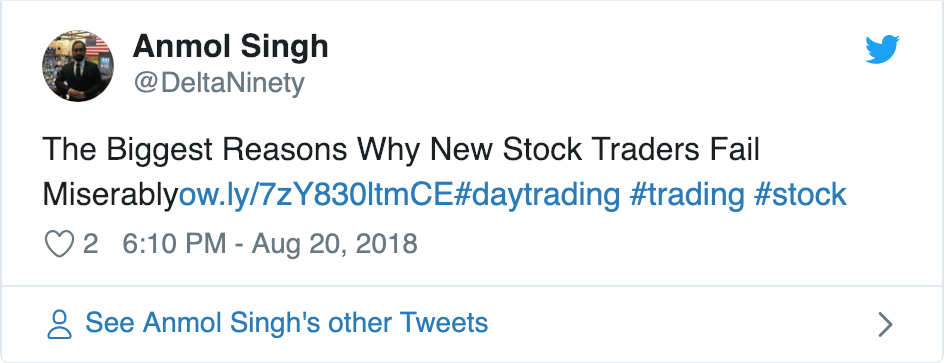 Anmol Singh
@DeltaNinety
The Biggest Reasons Why New Stock Traders Fail
Miserablyow.ly/7zY830ltmCE#daytrading #trading #stock
2 6:10 PM - Aug 20, 2018
See Anmol Singh's other Tweets